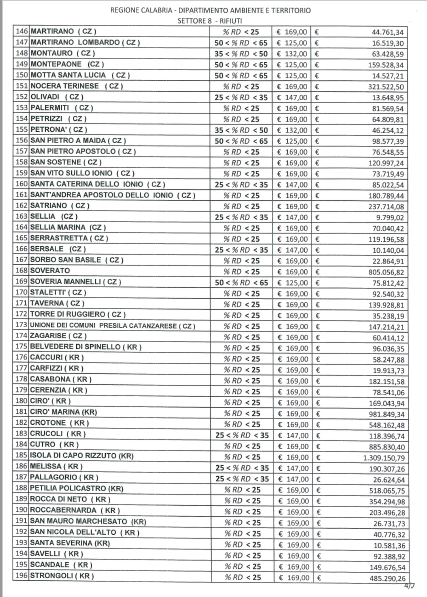 REGIONE CALABRIA - DIPARTIMENTO AMBIENTE E TERRITORIO
SETTORE 8 - RIFIUTI
146 MARTIRANO ( CZ ) % RD < 25 € 169,00 € 44.761,34
147 MARTIRANO LOMBARDO ( CZ ) 50 < % RD < 65 € 125,00 € 16.519,30
148 MONTAURO ( CZ ) 35 < % RD < 50 € 132,00 € 63.428,59
149 MONTEPAONE (CZ) 50 < % RD < 65 € 125,00 € 159.528,34
150 MOTTA SANTA LUCIA ( CZ ) 50 < % RD < 65 € 125,00 € 14.527,21
151 NOCERA TERINESE ( CZ ) % RD < 25 € 169,00 € 321.522,50
152 OLIVADI ( CZ ) 25 < % RD < 35 € 147,00 € 13.648,95
153 PALERMITI ( CZ ) % RD < 25 € 169,00 € 81.569,54
154 PETRIZZI ( CZ ) % RD < 25 € 169,00 € 64.809,81
155 PETRONA' ( CZ ) 35 < % RD < 50 € 132,00 € 46.254,12
156 SAN PIETRO A MAIDA ( CZ ) 50 < % RD < 65 € 125,00 € 98.577,39
157 SAN PIETRO APOSTOLO ( CZ ) % RD < 25 € 169,00 € 76.548,55
158 SAN SOSTENE ( CZ ) % RD < 25 € 169,00 € 120.997,24
159 SAN VITO SULLO IONIO ( CZ ) % RD < 25 € 169,00 € 73.719,49
160 SANTA CATERINA DELLO IONIO ( CZ ) 25 < % RD < 35 € 147,00 € 85.022,54
161 SANT'ANDREA APOSTOLO DELLO IONIO ( CZ ) % RD < 25 € 169,00 € 180.789,44
162 SATRIANO ( CZ ) % RD < 25 € 169,00 € 237.714,08
163 SELLIA (CZ ) 25 < % RD < 35 € 147,00 € 9.799,02
164 SELLIA MARINA (CZ ) % RD < 25 € 169,00 € 70.040,42
165 SERRASTRETTA ( CZ ) % RD < 25 € 169,00 € 119.196,58
166 SERSALE (CZ ) 25 < % RD < 35 € 147,00 € 10.140,04
167 SORBO SAN BASILE ( CZ ) % RD < 25 € 169,00 € 22.864,91
168 SOVERATO % RD < 25 € 169,00 € 805.056,82
169 SOVERIA MANNELLI ( CZ ) 50 < % RD < 65 € 125,00 € 75.812,42
170 STALETTI' ( CZ ) % RD < 25 € 169,00 € 92.540,32
171 TAVERNA ( CZ ) % RD < 25 € 169,00 € 139.928,81
172 TORRE DI RUGGIERO ( CZ ) % RD < 25 € 169,00 € 35.238,19
173 UNIONE DEI COMUNI PRESILA CATANZARESE ( CZ ) % RD < 25 € 169,00 € 147.214,21
174 ZAGARISE ( CZ ) % RD < 25 € 169,00 € 60.414,12
175 BELVEDERE DI SPINELLO ( KR ) % RD < 25 € 169,00 € 96.036,35
176 CACCURI ( KR ) % RD < 25 € 169,00 € 58.247,88
177 CARFIZZI ( KR ) % RD < 25 € 169,00 € 19.913,73
178 CASABONA ( KR ) % RD < 25 € 169,00 € 182.151,58
179 CERENZIA ( KR ) % RD < 25 € 169,00 € 78.541,06
180 CIRO' ( KR ) % RD < 25 € 169,00 € 169.043,94
181 CIRO' MARINA (KR) % RD < 25 € 169,00 € 981.849,34
182 CROTONE ( KR ) % RD < 25 € 169,00 € 548.162,48
183 CRUCOLI ( KR ) 25 < % RD < 35 € 147,00 € 118.396,74
184 CUTRO ( KR ) % RD < 25 € 169,00 € 885.830,40
185 ISOLA DI CAPO RIZZUTO (KR) % RD < 25 € 169,00 € 1.309.150,79
186 MELISSA ( KR ) 25 < % RD < 35 € 147,00 € 190.307,26
187 PALLAGORIO ( KR ) 25 < % RD < 35 € 147,00 € 26.624,64
188 PETILIA POLICASTRO (KR) % RD < 25 € 169,00 € 518.065,75
189 ROCCA DI NETO ( KR ) % RD < 25 € 169,00 € 354.294,98
190 ROCCABERNARDA ( KR ) % RD < 25 € 169,00 € 203.496,28
191 SAN MAURO MARCHESATO (KR) % RD < 25 € 169,00 € 26.731,73
192 SAN NICOLA DELL'ALTO ( KR ) % RD < 25 € 169,00 € 40.776,32
193 SANTA SEVERINA (KR) % RD < 25 € 169,00 € 10.581,36
194 SAVELLI ( KR ) % RD < 25 € 169,00 € 92.388,92
195 SCANDALE ( KR ) % RD < 25 € 169,00 € 149.676,54
196 STRONGOLI ( KR ) % RD < 25 € 169,00 € 485.290,26